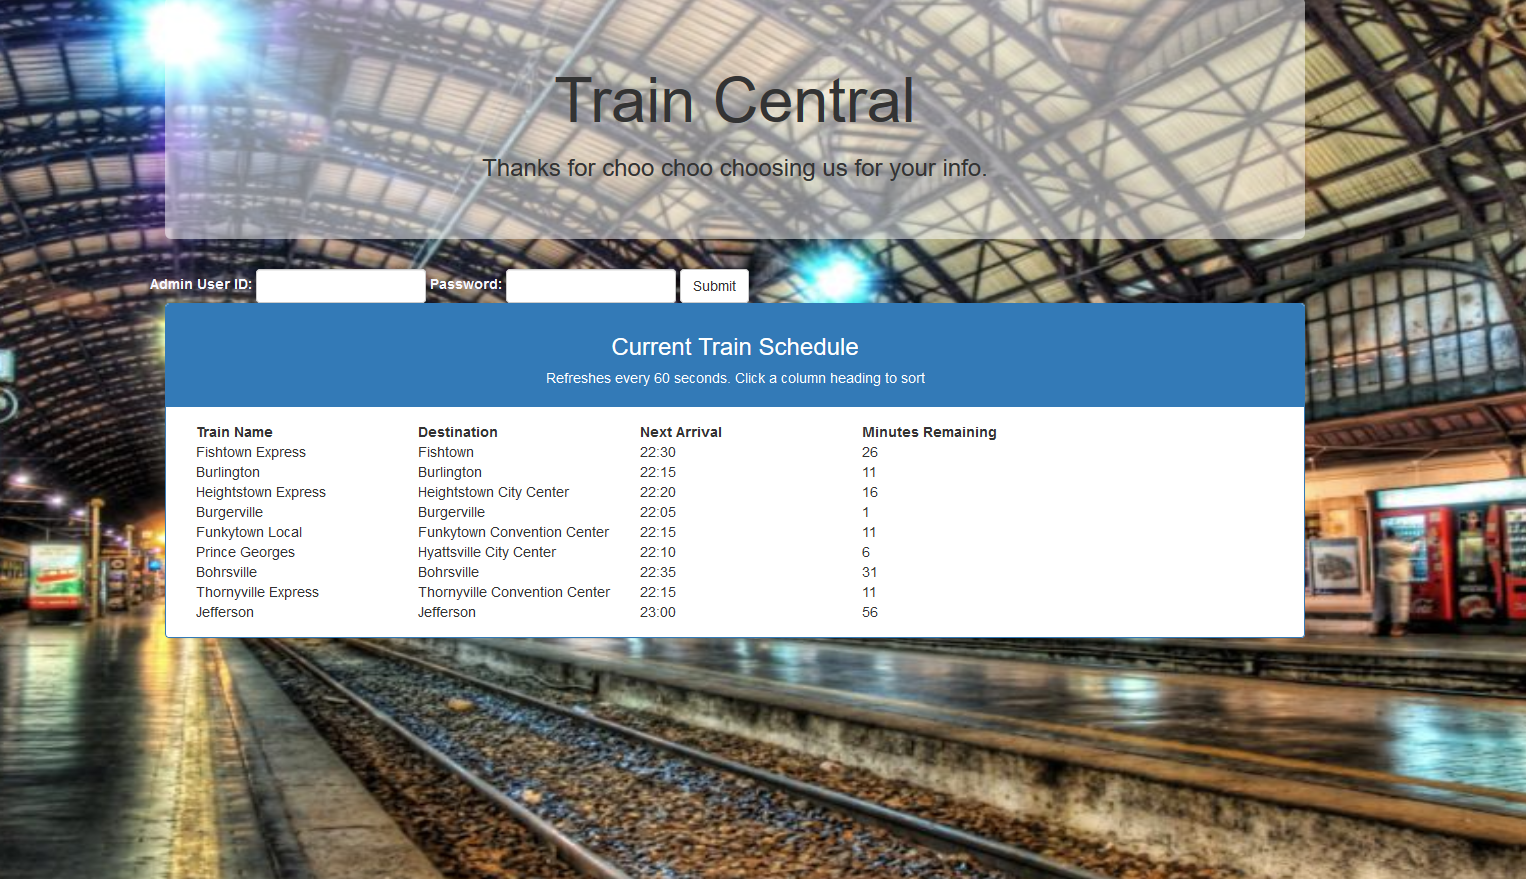 Train Central
Thanks for choo choo choosing us for your info.
Admin User ID: Password: Submit
Current Train Schedule
Refreshes every 60 seconds. Click a column heading to sort
Train Name Destination Next Arrival Minutes Remaining
Fishtown Express Fishtown 22:30 26
Burlington Burlington 22:15 11
Heightstown Express Heightstown City Center 22:20 16
Burgerville Burgerville 22:05 1
Funkytown Local Funkytown Convention Center 22:15 11
Prince Georges Hyattsville City Center 22:10 6
Bohrsville Bohrsville 22:35 31
Thornyville Express Thornyville Convention Center 22:15 11
Jefferson Jefferson 23:00 56